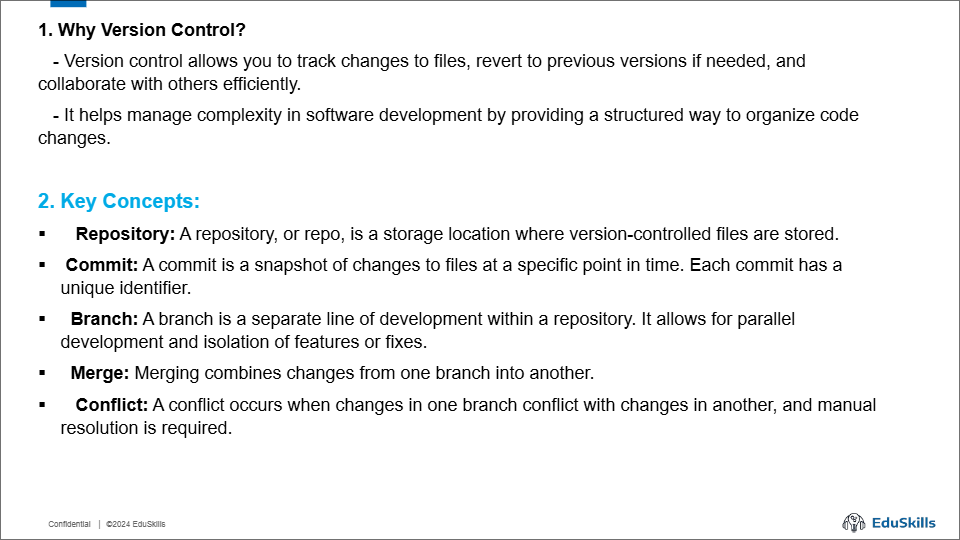 1. Why Version Control?
- Version control allows you to track changes to files, revert to previous versions if needed, and
collaborate with others efficiently.
- It helps manage complexity in software development by providing a structured way to organize code
changes.
2. Key Concepts:
▪ Repository: A repository, or repo, is a storage location where version-controlled files are stored.
▪ Commit: A commit is a snapshot of changes to files at a specific point in time. Each commit has a
unique identifier.
▪ Branch: A branch is a separate line of development within a repository. It allows for parallel
development and isolation of features or fixes.
▪ Merge: Merging combines changes from one branch into another.
▪ Conflict: A conflict occurs when changes in one branch conflict with changes in another, and manual
resolution is required.
Confidential | ©2024 EduSkills
EduSkills